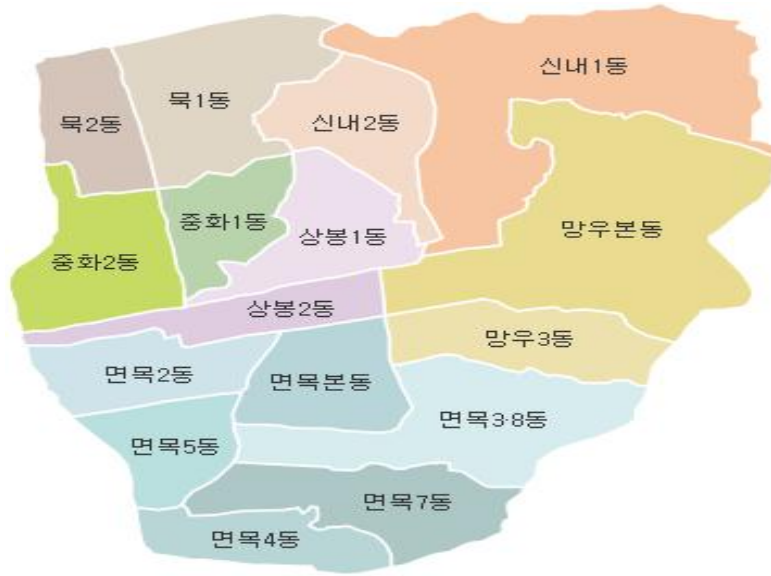 신내1동
묵1동
묵2동
신내2동
중화1동
상봉1동
망우본동
중화2동
상봉2동
망우3동
면목2동
면목본동
면목3·8동
면목5동
면목7동
면목4동